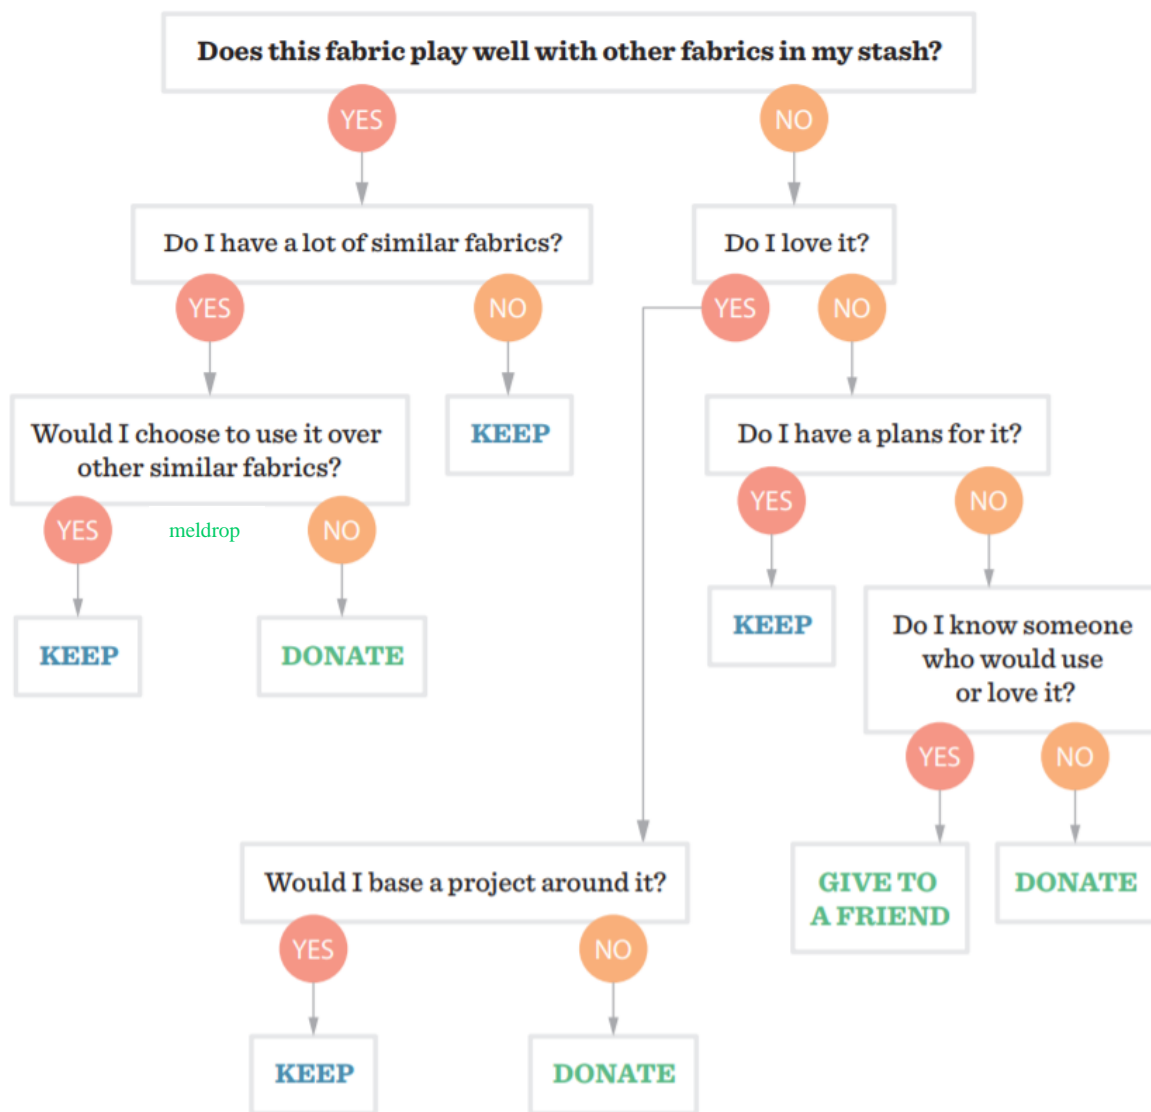 Does this fabric play well with other fabrics in my stash?
YES
NO
Do I have a lot of similar fabrics?
Do I love it?
YES
NO
YES
NO
Would I choose to use it over
other similar fabrics?
KEEP
Do I have a plans for it?
YES
meldrop
NO
YES
NO
KEEP
DONATE
KEEP
Do I know someone
who would use
or love it?
YES
NO
Would I base a project around it?
GIVE TO
A FRIEND
DONATE
YES
NO
KEEP
DONATE